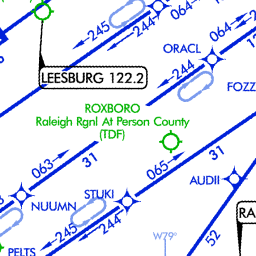 064
245
ORACL
064
LEESBURG 122.2
244
FOZZ
ROXBORO
Raleigh Rgnl At Person County
(TDF)
063
31
065
31
STUKI
AUDII
NUUMN
RA
245
244
W79°
52
PELTS